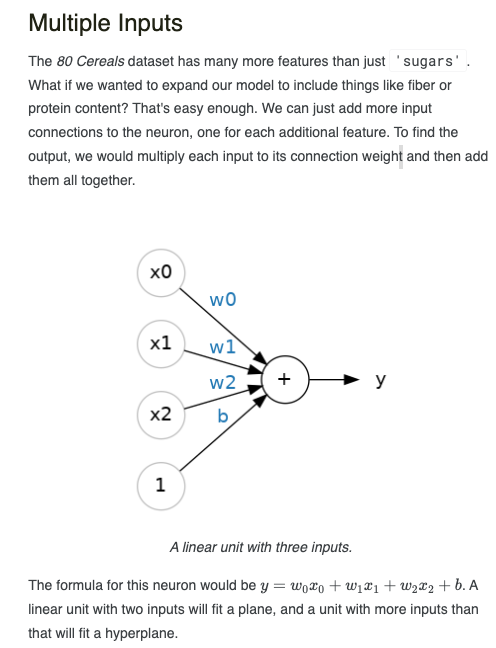 Multiple Inputs
The 80 Cereals dataset has many more features than just 'sugars' .
What if we wanted to expand our model to include things like fiber or
protein content? That's easy enough. We can just add more input
connections to the neuron, one for each additional feature. To find the
output, we would multiply each input to its connection weight and then add
them all together.
x0
w0
x1
w1
w2
+
y
x2
b
1
A linear unit with three inputs.
The formula for this neuron would be y = w₀x₀ + w₁x₁ + w₂x₂ + b. A
linear unit with two inputs will fit a plane, and a unit with more inputs than
that will fit a hyperplane.